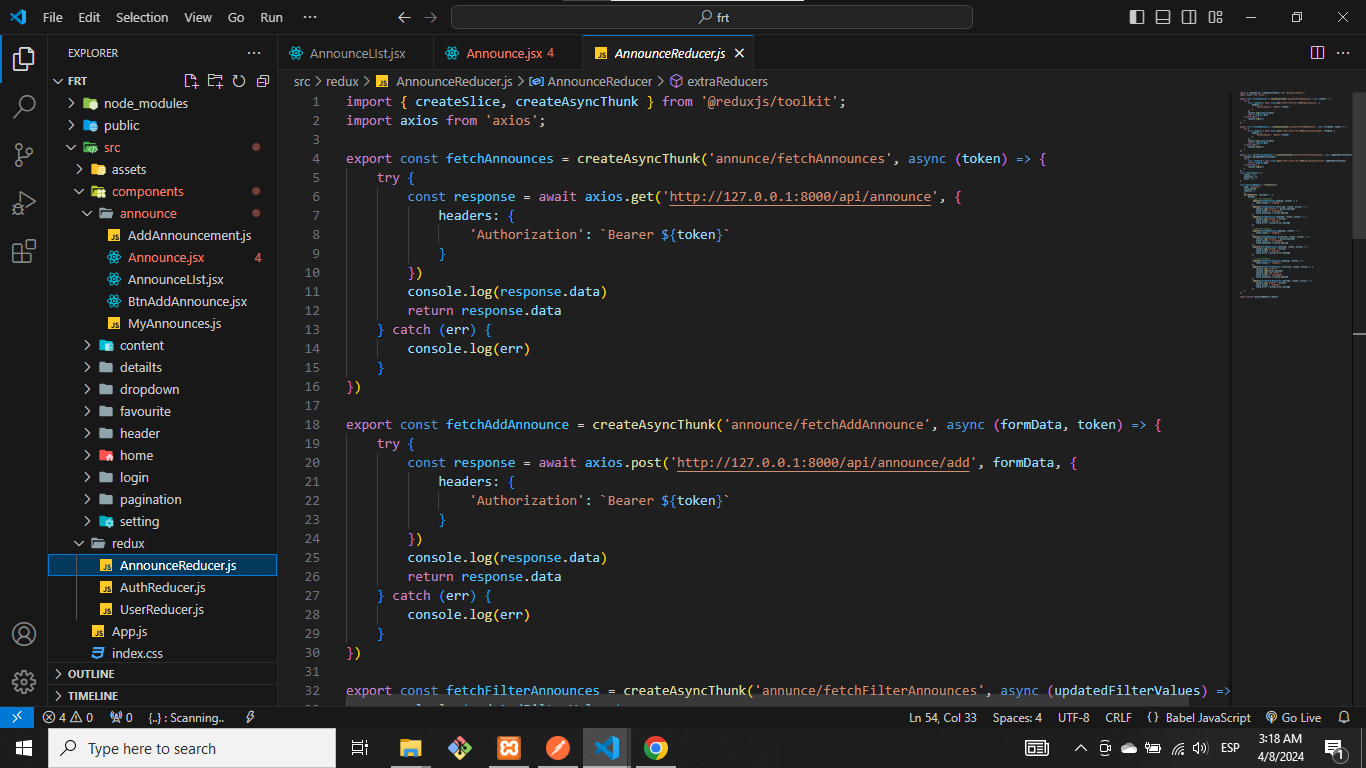 File Edit Selection View Go Run ···
frt
EXPLORER
AnnounceLIst.jsx
Announce.jsx 4
AnnounceReducer.js
FRT
src > redux > AnnounceReducer.js > AnnounceReducer > extraReducers
node_modules
public
src
assets
components
announce
AddAnnouncement.js
Announce.jsx 4
AnnounceLIst.jsx
BtnAddAnnounce.jsx
MyAnnounces.js
content
detailts
dropdown
favourite
header
home
login
pagination
setting
redux
AnnounceReducer.js
AuthReducer.js
UserReducer.js
App.js
index.css
OUTLINE
TIMELINE
1 import { createSlice, createAsyncThunk } from '@reduxjs/toolkit';
2 import axios from 'axios';
3
4 export const fetchAnnounces = createAsyncThunk('annunce/fetchAnnounces', async (token) => {
5 try {
6 const response = await axios.get('http://127.0.0.1:8000/api/announce', {
7 headers: {
8 'Authorization': `Bearer ${token}`
9 }
10 })
11 console.log(response.data)
12 return response.data
13 } catch (err) {
14 console.log(err)
15 }
16 })
17
18 export const fetchAddAnnounce = createAsyncThunk('announce/fetchAddAnnounce', async (formData, token) => {
19 try {
20 const response = await axios.post('http://127.0.0.1:8000/api/announce/add', formData, {
21 headers: {
22 'Authorization': `Bearer ${token}`
23 }
24 })
25 console.log(response.data)
26 return response.data
27 } catch (err) {
28 console.log(err)
29 }
30 })
31
32 export const fetchFilterAnnounces = createAsyncThunk('annunce/fetchFilterAnnounces', async (updatedFilterValues) =>
4 0 0 {..} : Scanning..
Ln 54, Col 33 Spaces: 4 UTF-8 CRLF {} Babel JavaScript Go Live
Type here to search
ESP
3:18 AM
4/8/2024
1